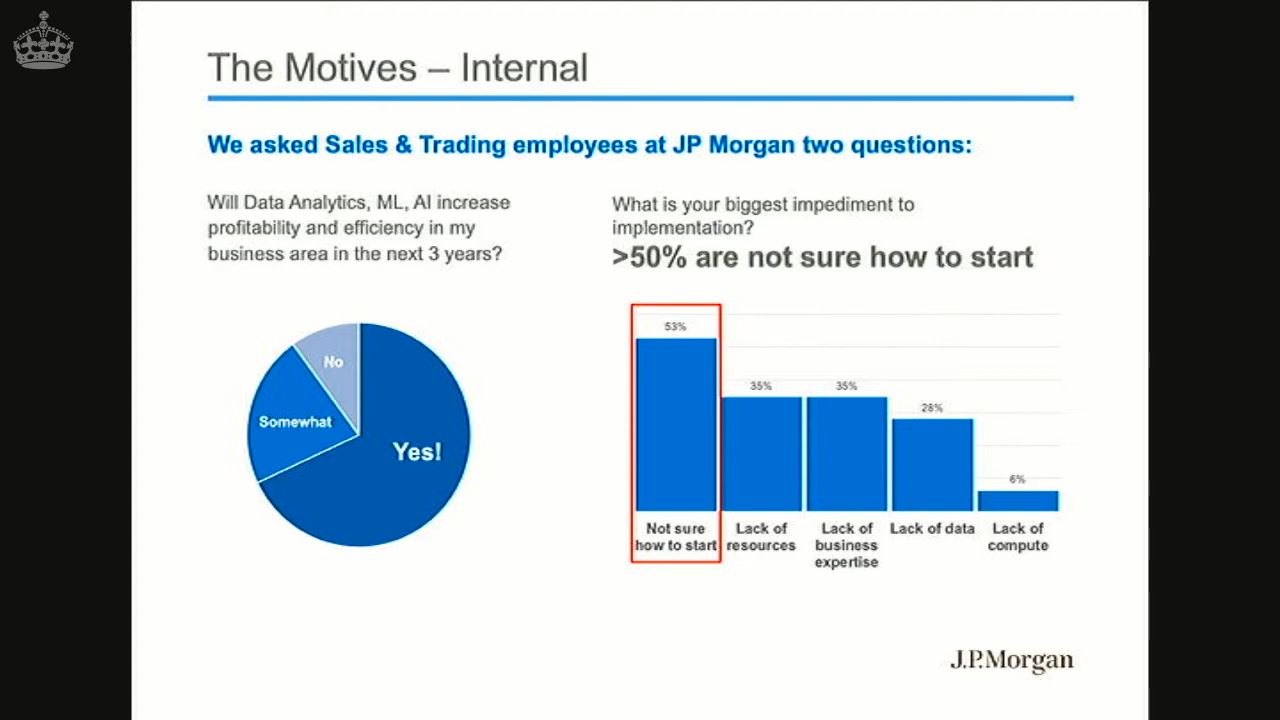 The Motives – Internal
We asked Sales & Trading employees at JP Morgan two questions:
Will Data Analytics, ML, AI increase
profitability and efficiency in my
business area in the next 3 years?
What is your biggest impediment to
implementation?
>50% are not sure how to start
No
Somewhat
Yes!
53%
35%
35%
28%
6%
Not sure
how to start
Lack of
resources
Lack of
business
expertise
Lack of data
Lack of
compute
J.P.Morgan